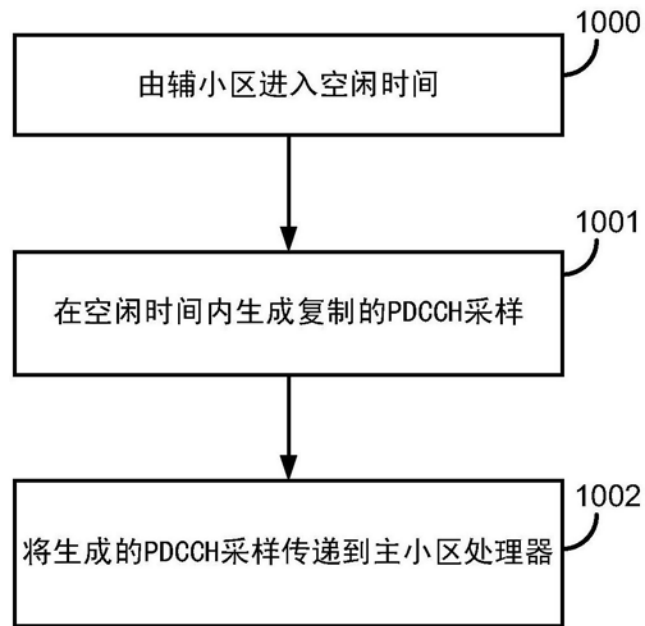 1000
由辅小区进入空闲时间
1001
在空闲时间内生成复制的PDCCH采样
1002
将生成的PDCCH采样传递到主小区处理器